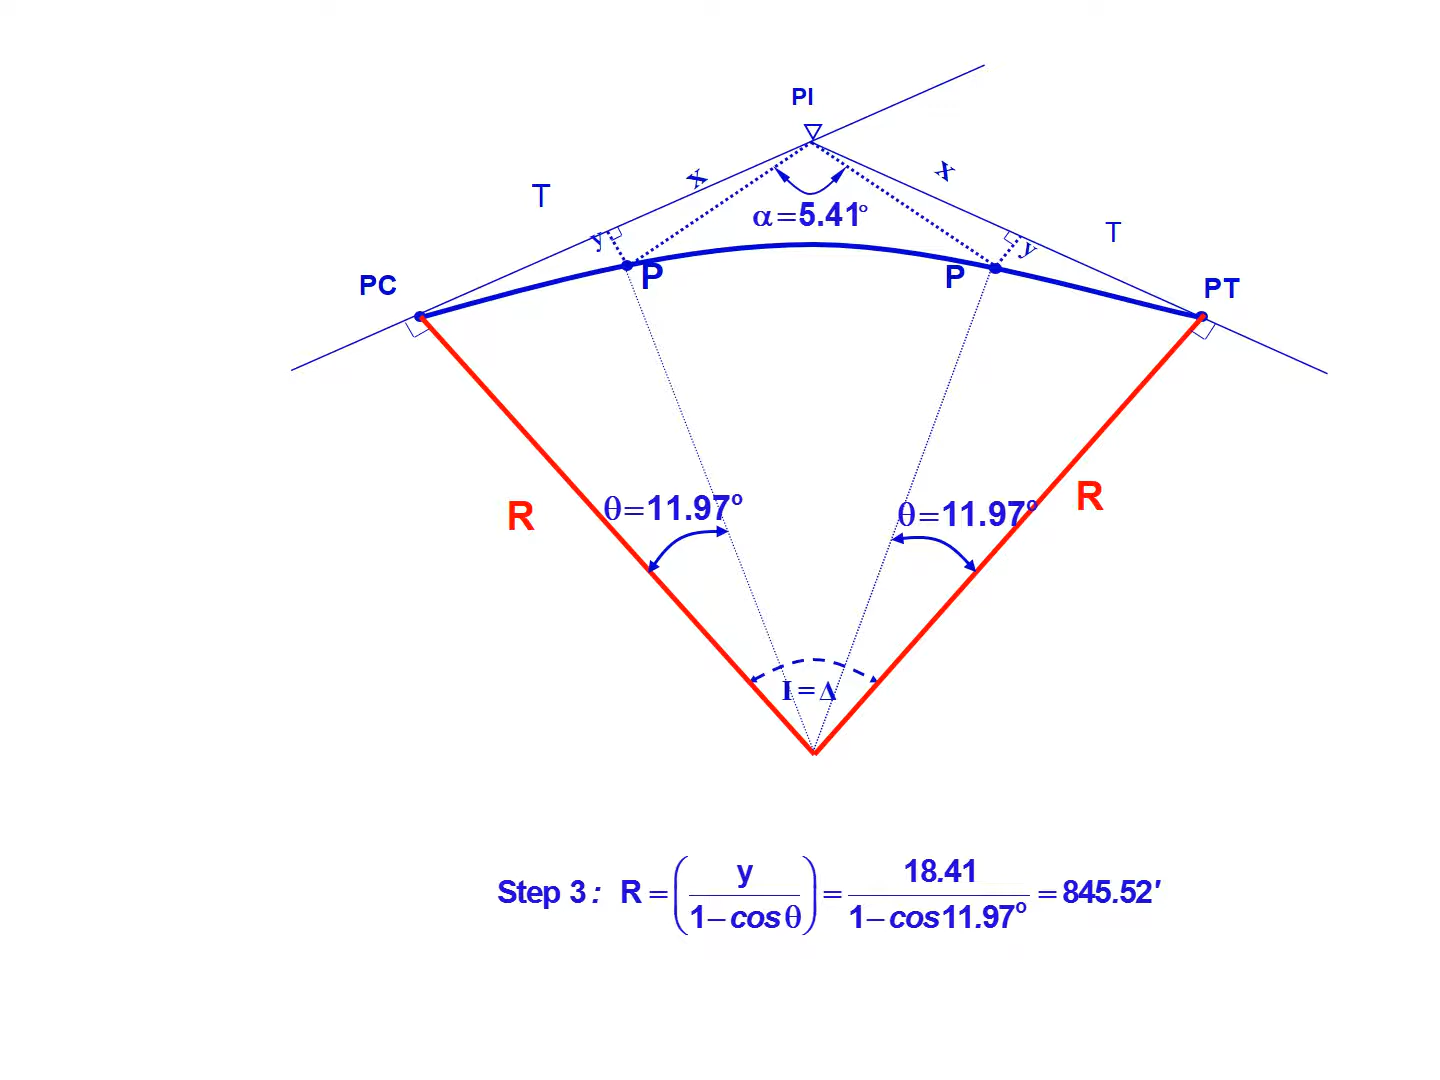 PI
x
x
T
α=5.41°
T
y
y
PC
P
P
PT
R
θ=11.97°
θ=11.97°
R
I=Δ
Step 3: R = (y / (1−cos θ)) = 18.41 / (1−cos11.97°) = 845.52′